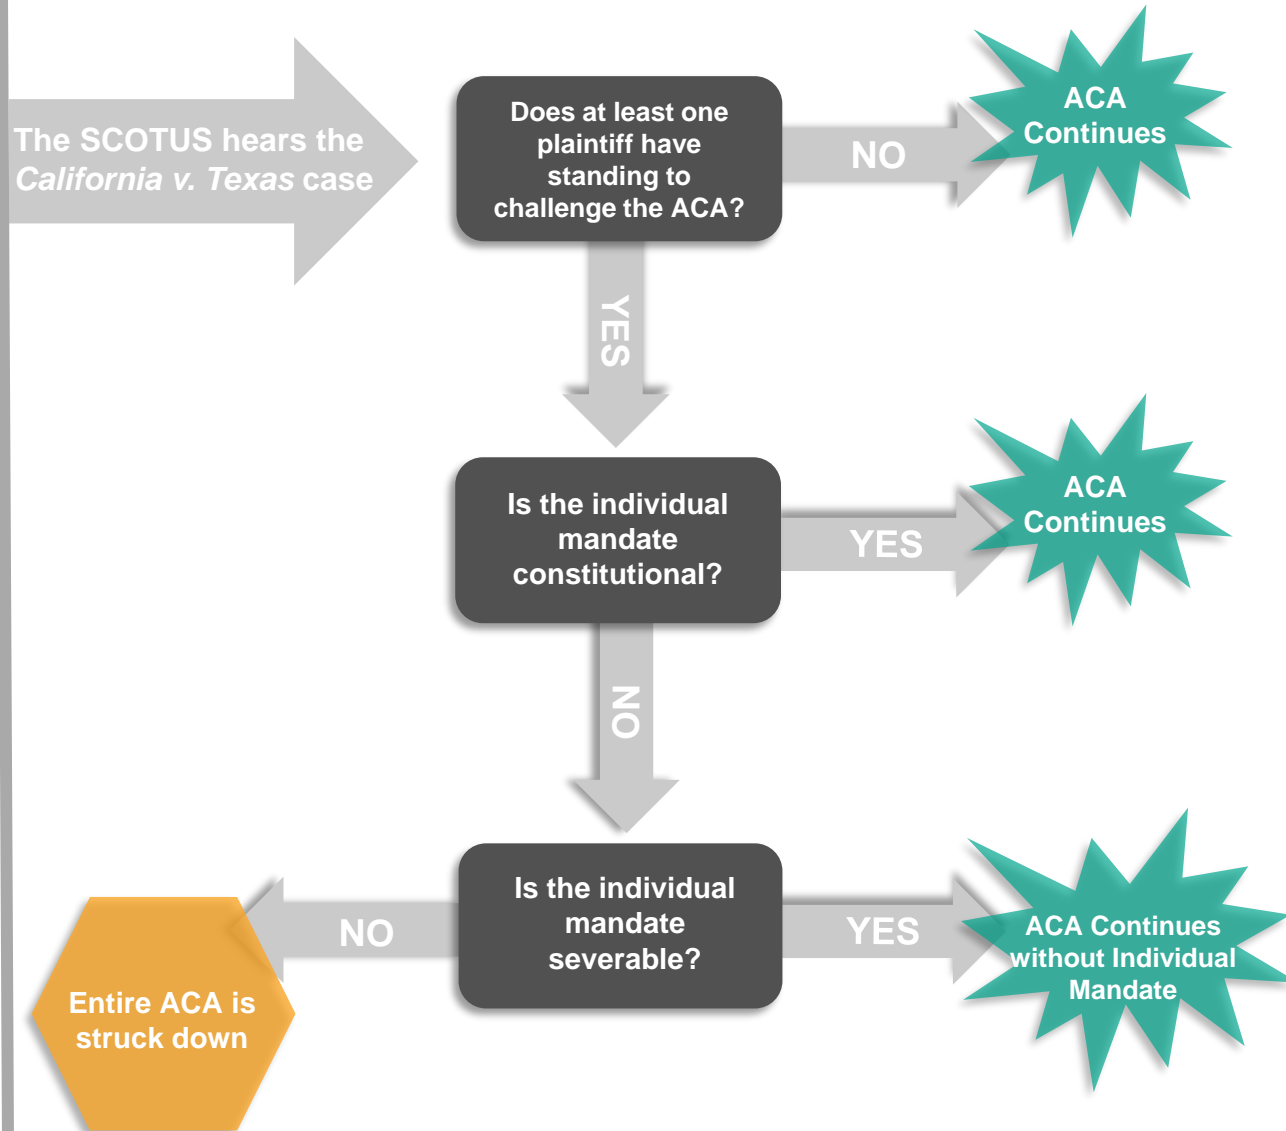 The SCOTUS hears the
California v. Texas case
Does at least one
plaintiff have
standing to
challenge the ACA?
NO
ACA
Continues
YES
Is the individual
mandate
constitutional?
YES
ACA
Continues
NO
Is the individual
mandate
severable?
NO
Entire ACA is
struck down
YES
ACA Continues
without Individual
Mandate